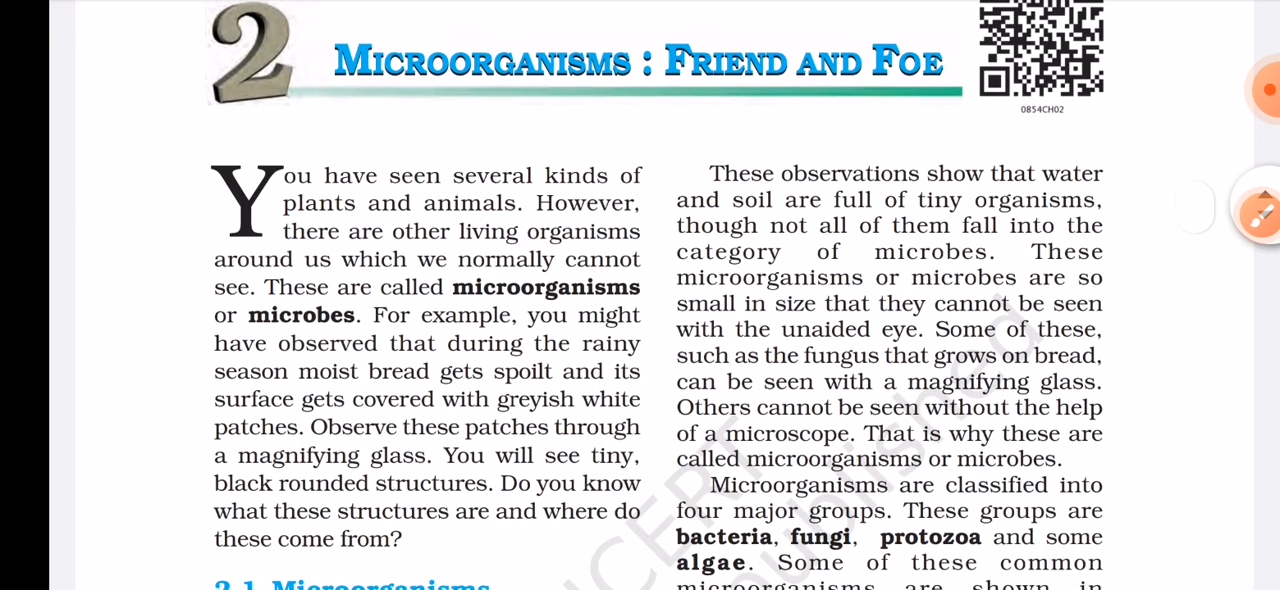 2
MICROORGANISMS : FRIEND AND FOE
0854CH02
You have seen several kinds of
plants and animals. However,
there are other living organisms
around us which we normally cannot
see. These are called microorganisms
or microbes. For example, you might
have observed that during the rainy
season moist bread gets spoilt and its
surface gets covered with greyish white
patches. Observe these patches through
a magnifying glass. You will see tiny,
black rounded structures. Do you know
what these structures are and where do
these come from?
2.1 Microorganisms
These observations show that water
and soil are full of tiny organisms,
though not all of them fall into the
category of microbes. These
microorganisms or microbes are so
small in size that they cannot be seen
with the unaided eye. Some of these,
such as the fungus that grows on bread,
can be seen with a magnifying glass.
Others cannot be seen without the help
of a microscope. That is why these are
called microorganisms or microbes.
Microorganisms are classified into
four major groups. These groups are
bacteria, fungi, protozoa and some
algae. Some of these common
microorganisms are shown in
NCERT
published